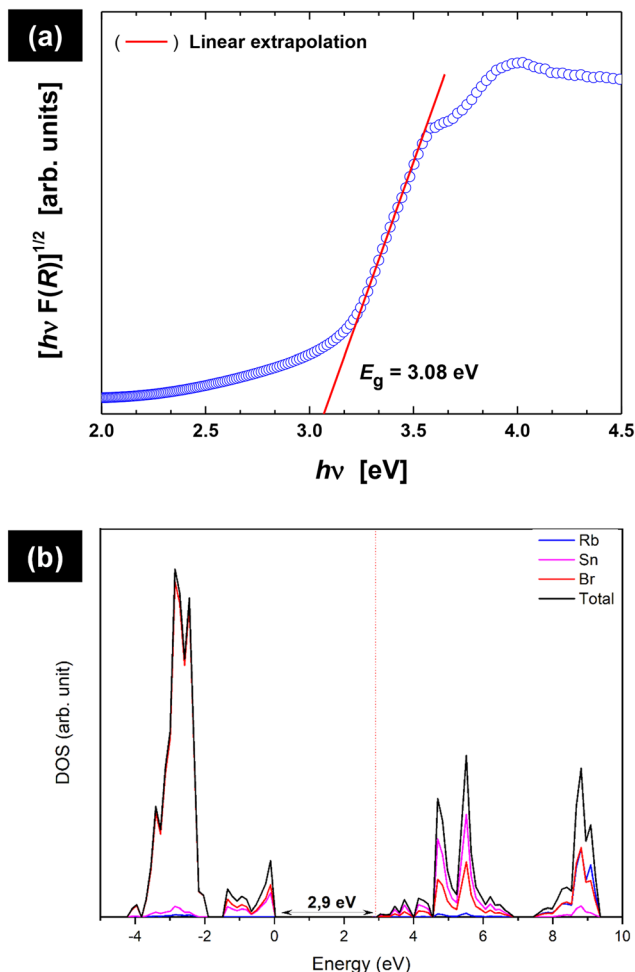 (a)
( — ) Linear extrapolation
[hν F(R)]^1/2 [arb. units]
E_g = 3.08 eV
2.0 2.5 3.0 3.5 4.0 4.5
hν [eV]
(b)
Rb
Sn
Br
Total
DOS (arb. unit)
2,9 eV
-4 -2 0 2 4 6 8 10
Energy (eV)